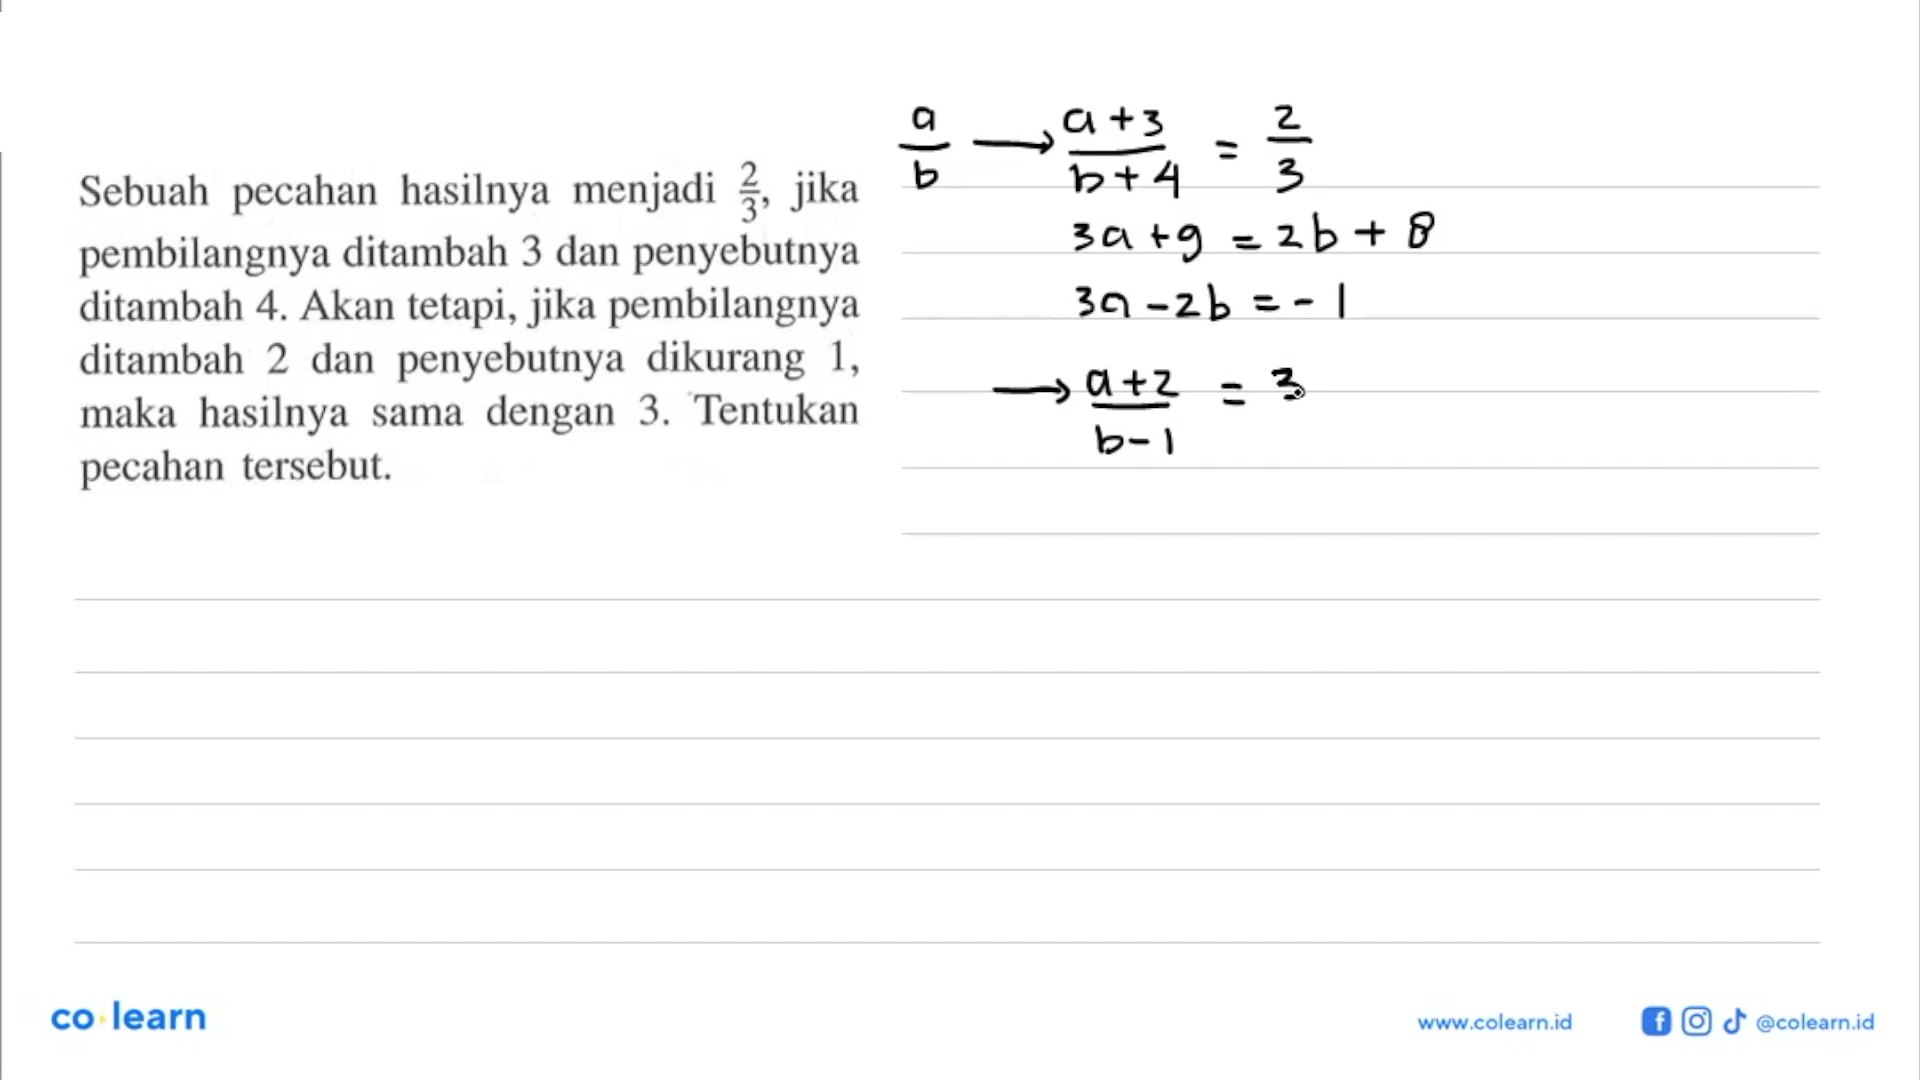 Sebuah pecahan hasilnya menjadi 2/3, jika
pembilangnya ditambah 3 dan penyebutnya
ditambah 4. Akan tetapi, jika pembilangnya
ditambah 2 dan penyebutnya dikurang 1,
maka hasilnya sama dengan 3. Tentukan
pecahan tersebut.
a/b → (a+3)/(b+4) = 2/3
3a+9 = 2b+8
3a-2b = -1
→ (a+2)/(b-1) = 3
co learn
www.colearn.id
@colearn.id